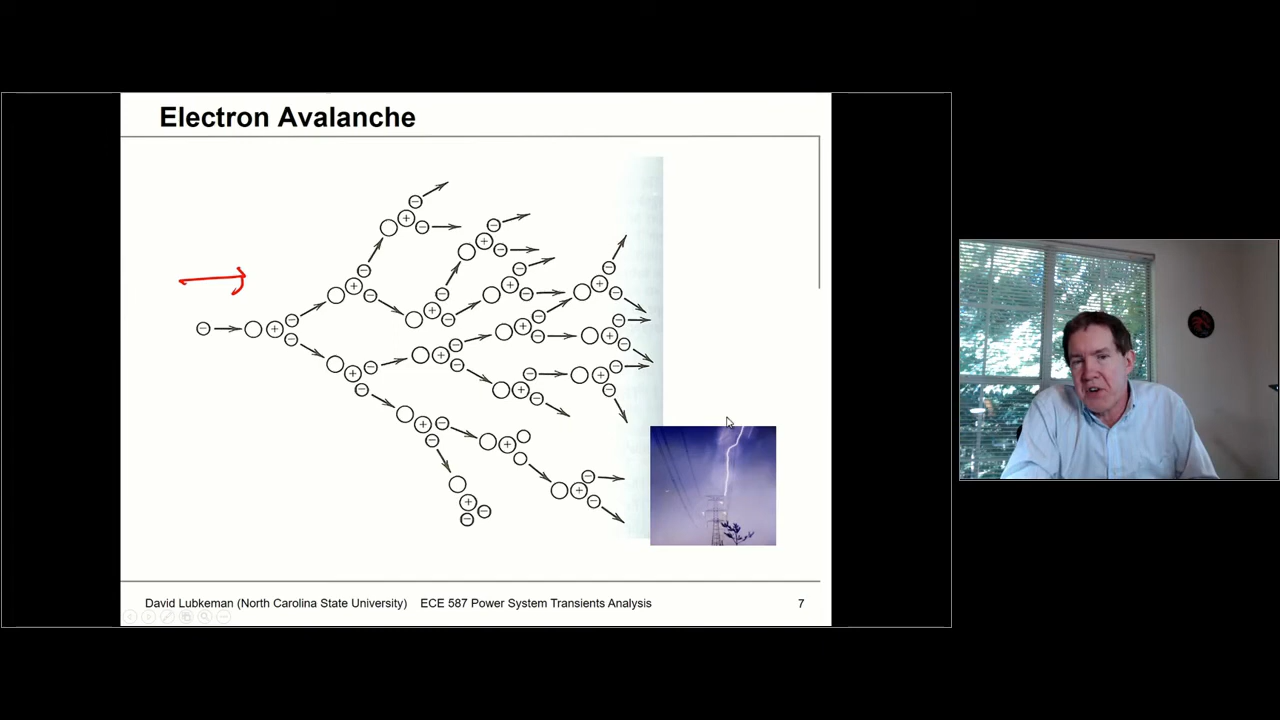 Electron Avalanche
David Lubkeman (North Carolina State University) ECE 587 Power System Transients Analysis 7